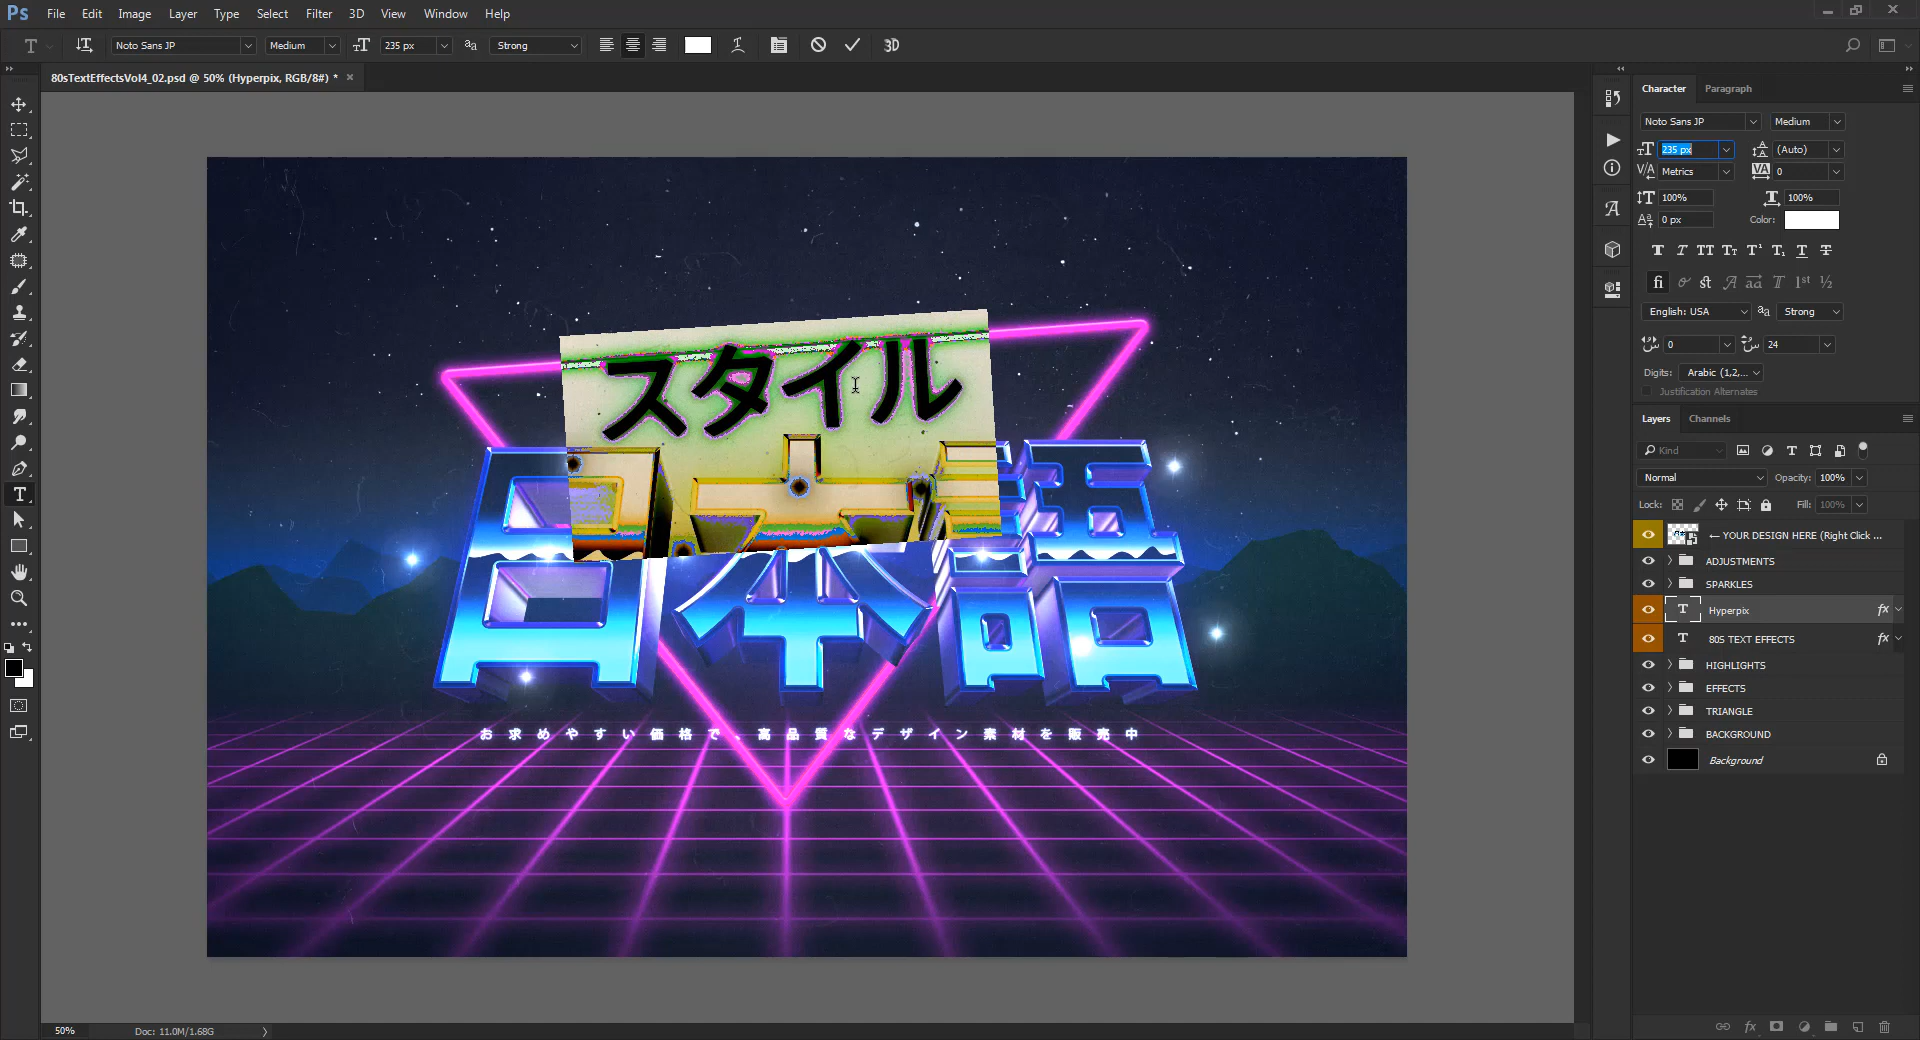 Ps File Edit Image Layer Type Select Filter 3D View Window Help
Noto Sans JP Medium 235 px Strong 3D
80sTextEffectsVol4_02.psd @ 50% (Hyperpix, RGB/8#) *
スタイル
日本語
お求めやすい価格で、高品質なデザイン素材を販売中
50% Doc: 11.0M/1.68G
Character Paragraph
Noto Sans JP Medium
235 px (Auto)
Metrics 0
100% 100%
0 px Color:
English: USA Strong
0 24
Digits: Arabic (1,2,...
Justification Alternates
Layers Channels
Kind
Normal Opacity: 100%
Lock: Fill: 100%
← YOUR DESIGN HERE (Right Click ...
ADJUSTMENTS
SPARKLES
Hyperpix fx
80S TEXT EFFECTS fx
HIGHLIGHTS
EFFECTS
TRIANGLE
BACKGROUND
Background